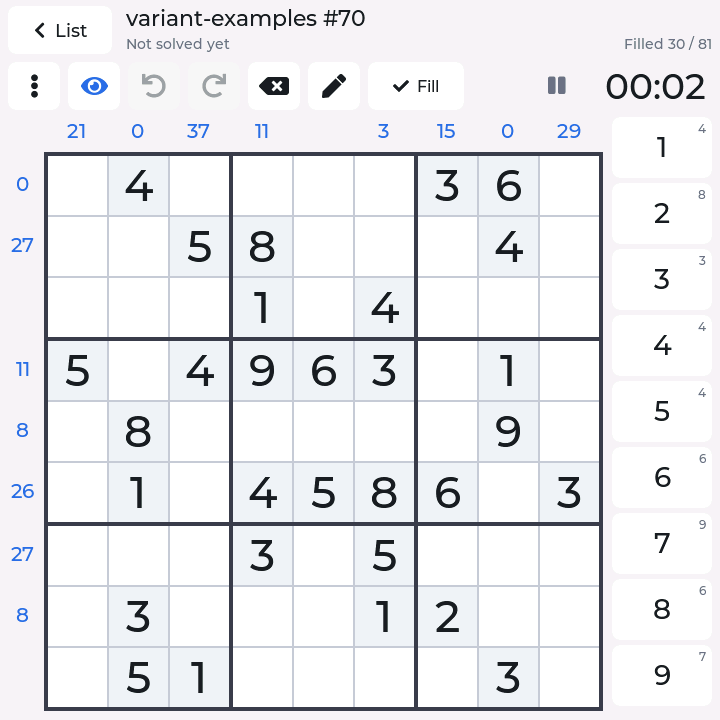 List
variant-examples #70
Not solved yet
Filled 30 / 81
Fill
00:02
21 0 37 11 3 15 0 29
0 4 3 6
27 5 8 4
1 4
11 5 4 9 6 3 1
8 8 9
26 1 4 5 8 6 3
27 3 5
8 3 1 2
5 1 3
1 4
2 8
3 3
4 4
5 4
6 6
7 9
8 6
9 7